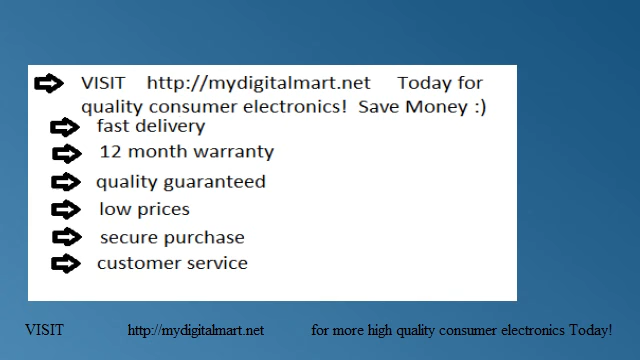 VISIT http://mydigitalmart.net Today for
quality consumer electronics! Save Money :)
fast delivery
12 month warranty
quality guaranteed
low prices
secure purchase
customer service
VISIT http://mydigitalmart.net for more high quality consumer electronics Today!